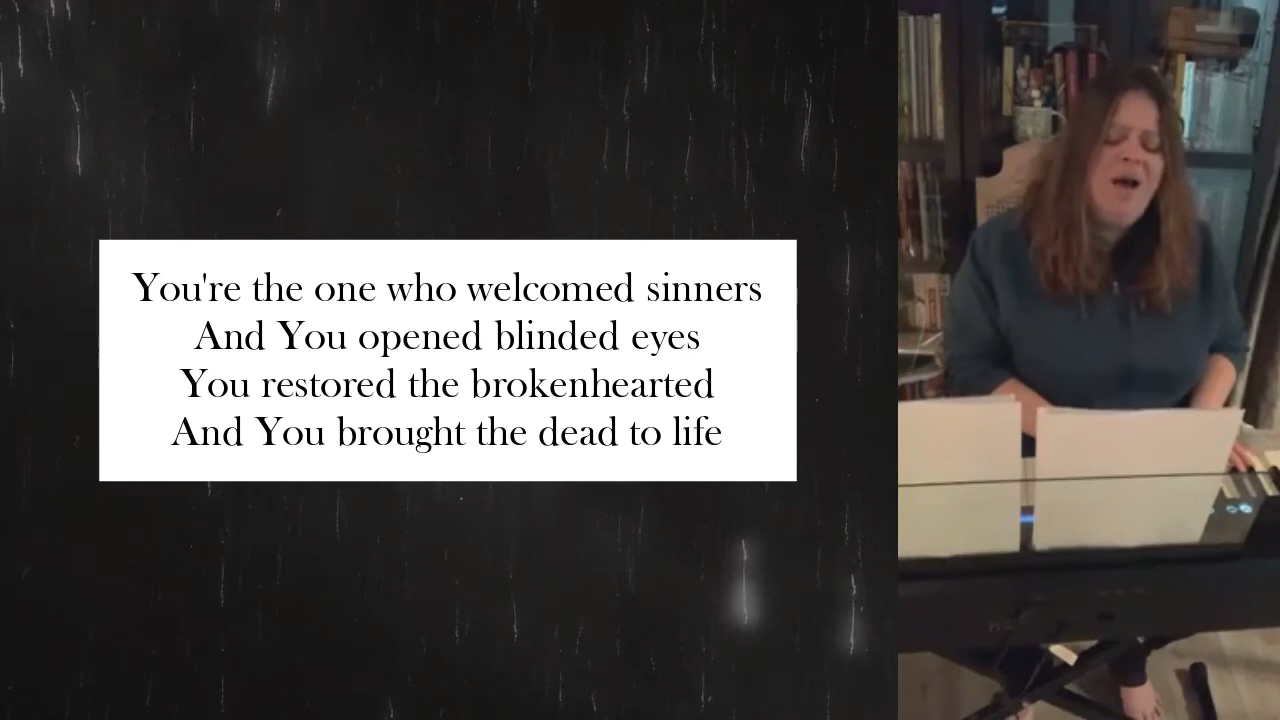 You're the one who welcomed sinners
And You opened blinded eyes
You restored the brokenhearted
And You brought the dead to life